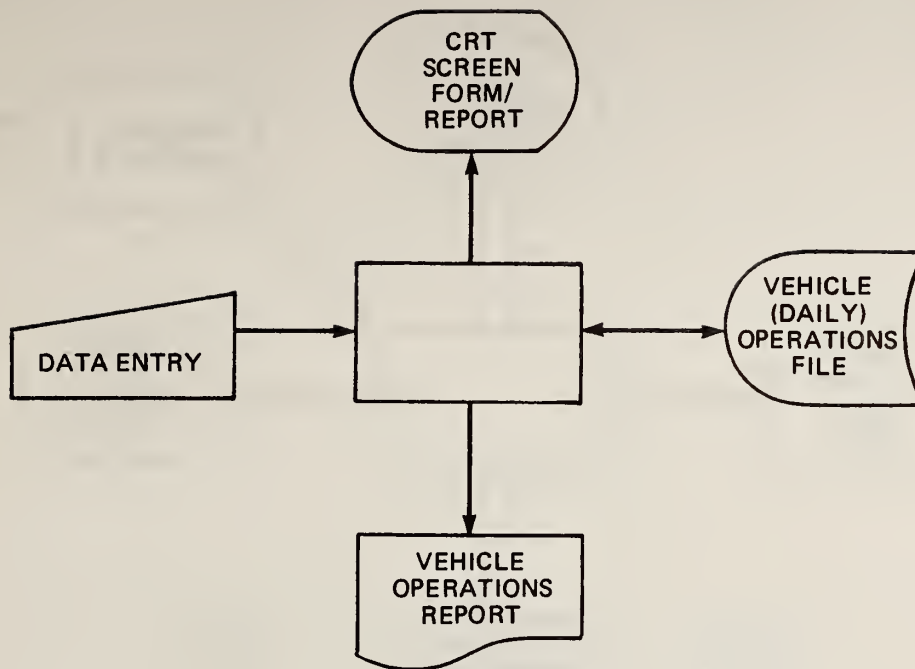 CRT
SCREEN
FORM/
REPORT
DATA ENTRY
VEHICLE
(DAILY)
OPERATIONS
FILE
VEHICLE
OPERATIONS
REPORT